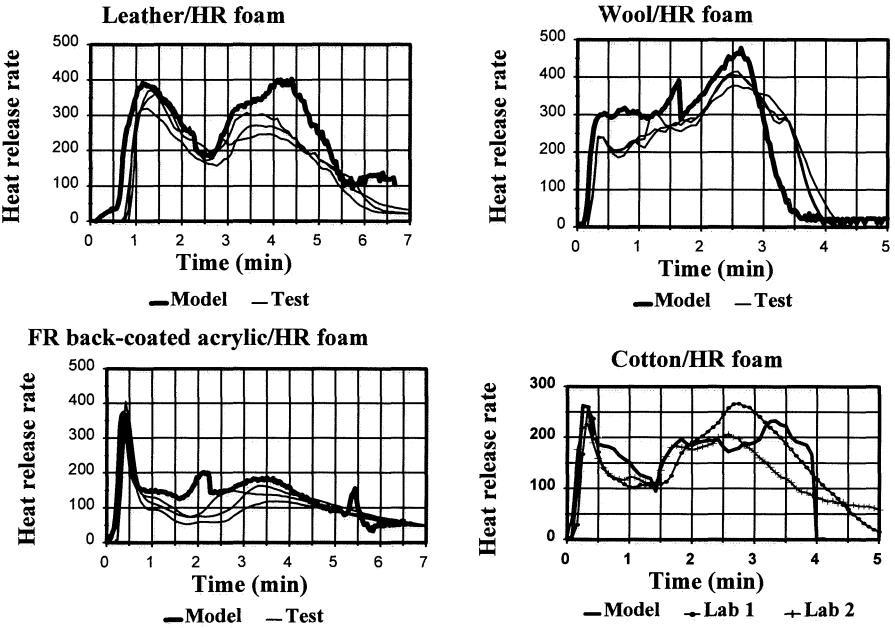 Leather/HR foam
Heat release rate
500
400
300
200
100
0
0 1 2 3 4 5 6 7
Time (min)
Model Test
Wool/HR foam
Heat release rate
500
400
300
200
100
0
0 1 2 3 4 5
Time (min)
Model Test
FR back-coated acrylic/HR foam
Heat release rate
500
400
300
200
100
0
0 1 2 3 4 5 6 7
Time (min)
Model Test
Cotton/HR foam
Heat release rate
300
200
100
0
0 1 2 3 4 5
Time (min)
Model Lab 1 Lab 2